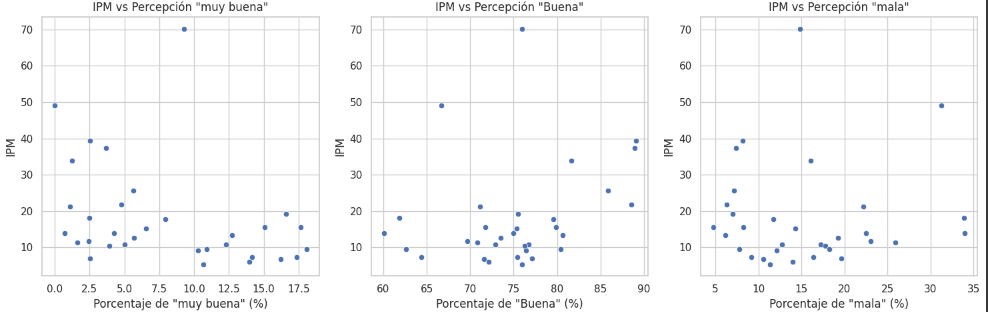 IPM vs Percepción "muy buena"
70
60
50
40
30
20
10
IPM
0.0 2.5 5.0 7.5 10.0 12.5 15.0 17.5
Porcentaje de "muy buena" (%)
IPM vs Percepción "Buena"
70
60
50
40
30
20
10
IPM
60 65 70 75 80 85 90
Porcentaje de "Buena" (%)
IPM vs Percepción "mala"
70
60
50
40
30
20
10
IPM
5 10 15 20 25 30 35
Porcentaje de "mala" (%)